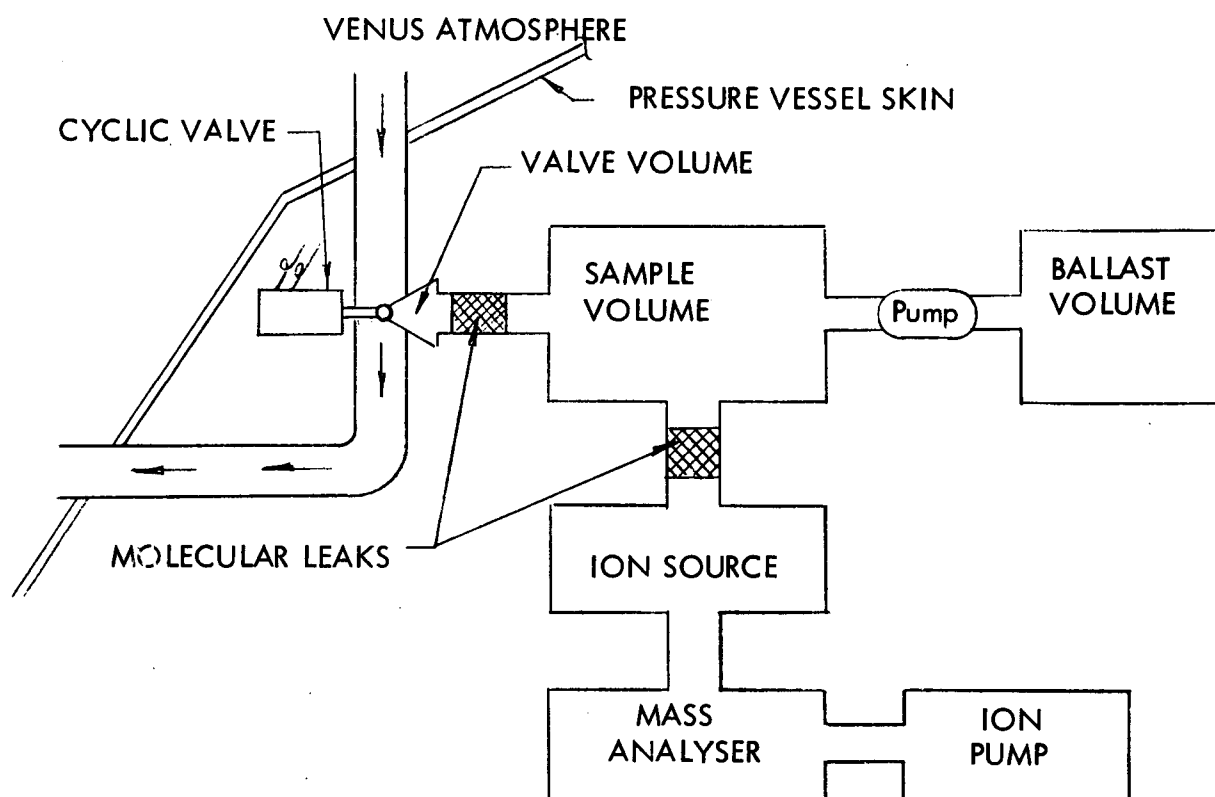 VENUS ATMOSPHERE
PRESSURE VESSEL SKIN
CYCLIC VALVE
VALVE VOLUME
SAMPLE
VOLUME
Pump
BALLAST
VOLUME
MOLECULAR LEAKS
ION SOURCE
MASS
ANALYSER
ION
PUMP